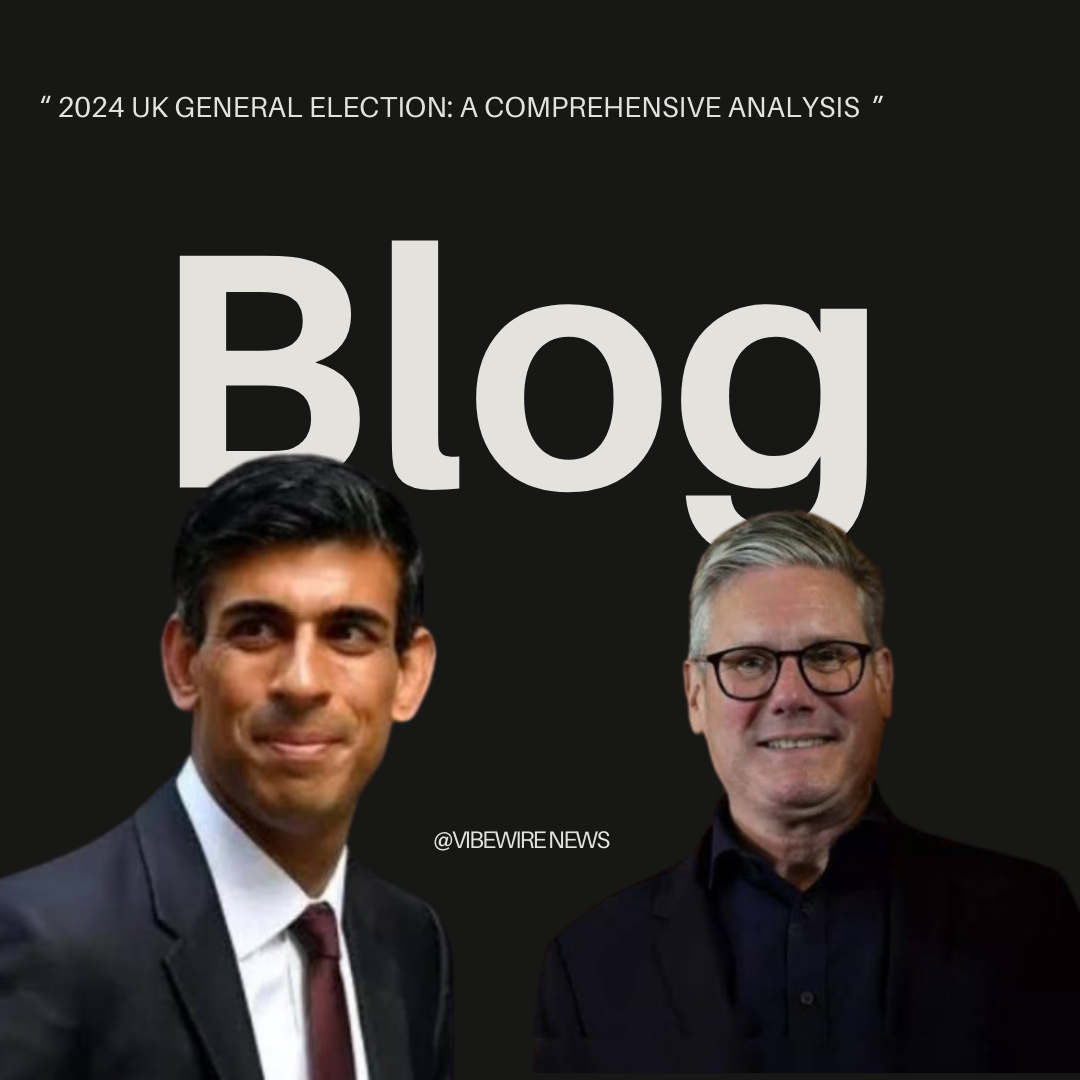 “ 2024 UK GENERAL ELECTION: A COMPREHENSIVE ANALYSIS ”
Blog
@VIBEWIRE NEWS